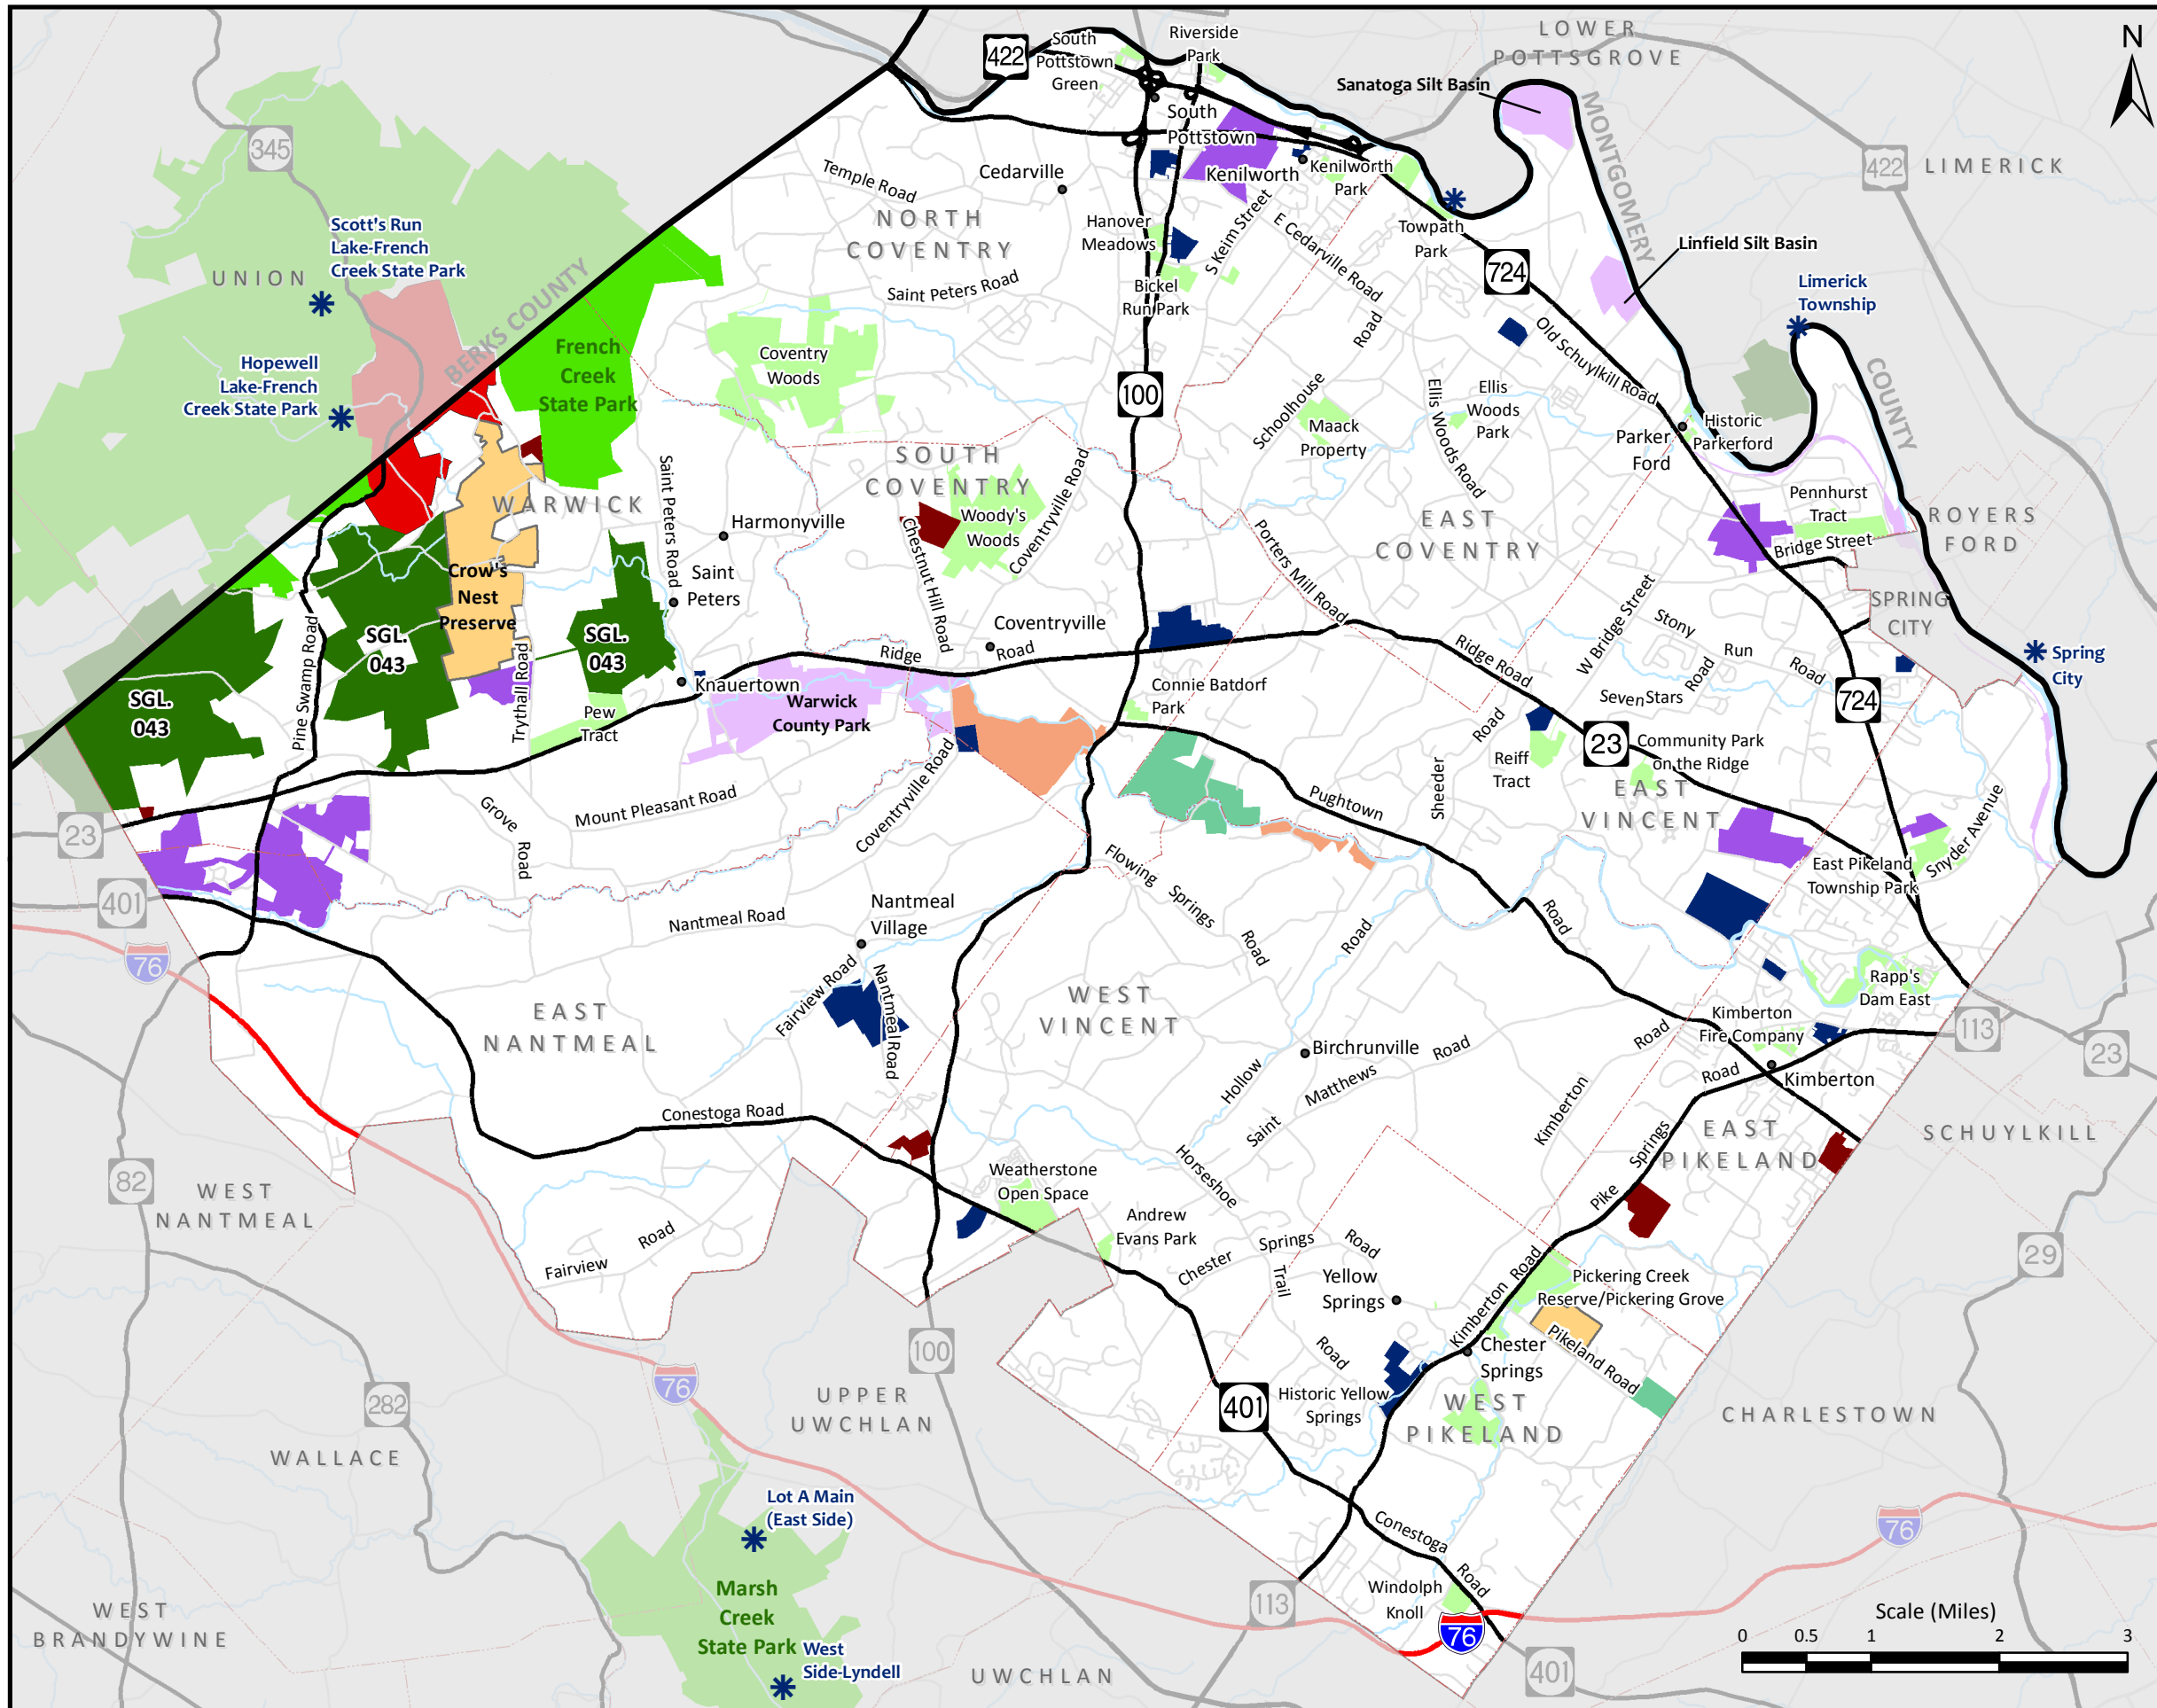 LOWER
POTTSGROVE
N
422
South
Pottstown
Green
Riverside
Park
Sanatoga Silt Basin
MONTGOMERY
COUNTY
345
422
LIMERICK
South
Pottstown
Kenilworth
Kenilworth
Park
Cedarville
Temple Road
NORTH
COVENTRY
Hanover
Meadows
S Keim Street
E Cedarville Road
Towpath
Park
724
Linfield Silt Basin
Limerick
Township
Scott's Run
Lake-French
Creek State Park
UNION
BERKS COUNTY
Saint Peters Road
Bickel
Run Park
Road
Old Schuylkill Road
Hopewell
Lake-French
Creek State Park
French
Creek
State Park
Coventy
Woods
100
Schoolhouse
Maack
Property
Ellis
Woods
Park
Ellis Woods Road
Historic
Parkerford
Parker
Ford
SOUTH
COVENTRY
Woody's
Woods
Coventryville Road
Chestnut Hill Road
WARWICK
Saint Peters Road
Harmonyville
EAST
COVENTRY
Pennhurst
Tract
Bridge Street
ROYERS
FORD
Crow's
Nest
Preserve
Saint
Peters
SGL.
043
SGL.
043
SGL.
043
Pine Swamp Road
Trythall Road
Coventryville
Ridge
Road
Porters Mill Road
Ridge Road
W Bridge Street
Stony
Run
Road
SPRING
CITY
Spring
City
Seven Stars
Road
724
Knauertown
Warwick
County Park
Pew
Tract
Connie Batdorf
Park
Road
Reiff
Tract
23
Community Park
on the Ridge
EAST
VINCENT
Sheeder
Pughtown
Road
Snyder Avenue
East Pikeland
Township Park
23
401
76
Grove
Road
Mount Pleasant Road
Coventryville Road
Flowing
Springs
Road
Nantmeal Road
Nantmeal
Village
Fairview Road
Nantmeal Road
Rapp's
Dam East
EAST
NANTMEAL
WEST
VINCENT
Road
Hollow
Birchrunville
Saint
Matthews
Road
Kimberton
Road
Kimberton
Fire Company
Kimberton
113
23
Conestoga Road
Road
Springs
Pike
EAST
PIKELAND
SCHUYLKILL
82
WEST
NANTMEAL
Weatherstone
Open Space
Horseshoe
Trail
Andrew
Evans Park
Chester
Springs
Road
Fairview
Road
Yellow
Springs
Kimberton Road
Pickering Creek
Reserve/Pickering Grove
29
Pikeland Road
Chester
Springs
Road
Historic Yellow
Springs
WEST
PIKELAND
CHARLESTOWN
100
76
282
UPPER
UWCHLAN
401
WALLACE
Lot A Main
(East Side)
Conestoga
Road
76
Marsh
Creek
State Park
West
Side-Lyndell
Windolph
Knoll
113
76
401
WEST
BRANDYWINE
UWCHLAN
Scale (Miles)
0
0.5
1
2
3